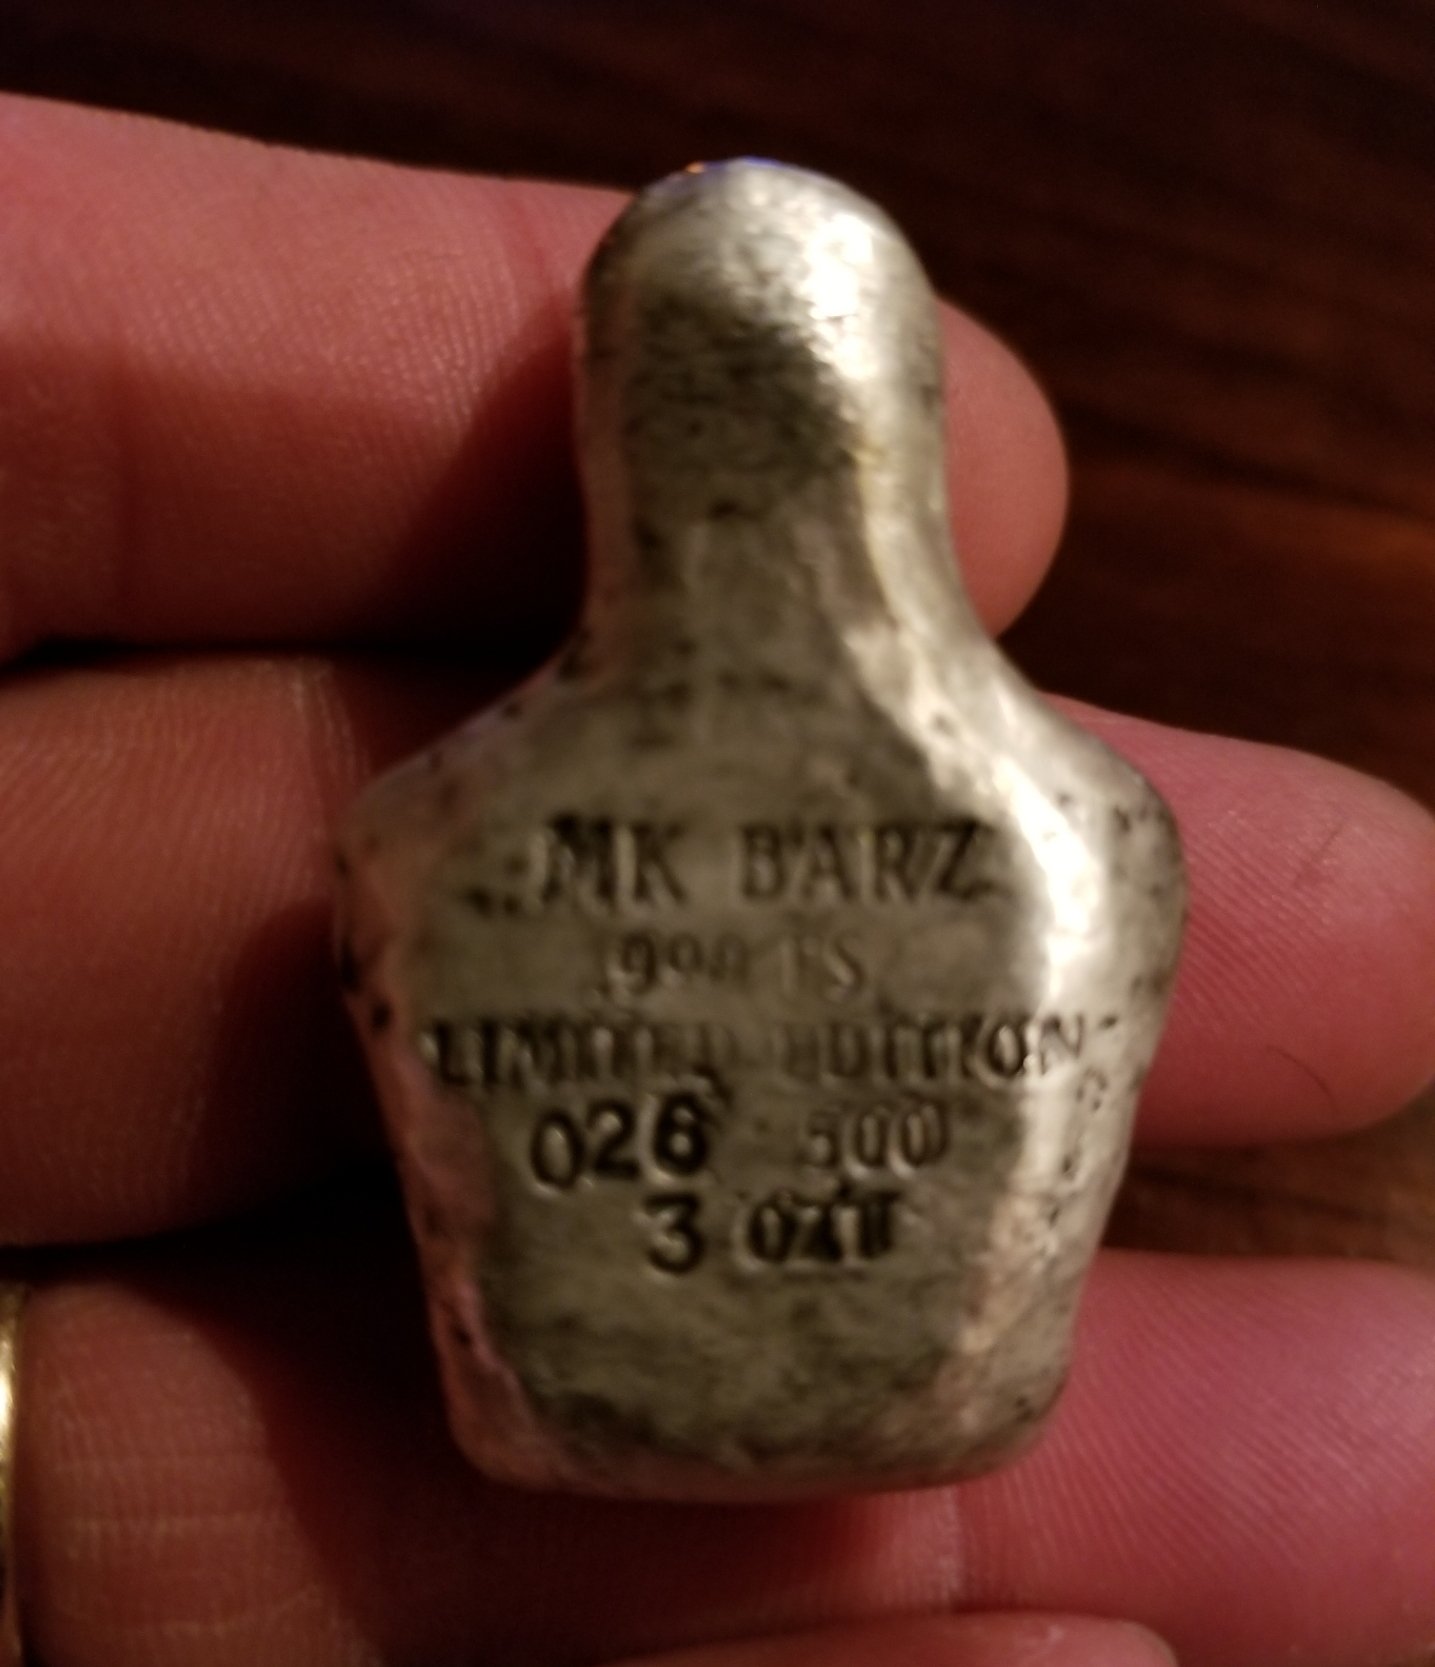 MK BARZ
.999 FS
LIMITED EDITION
026 500
3 OZT